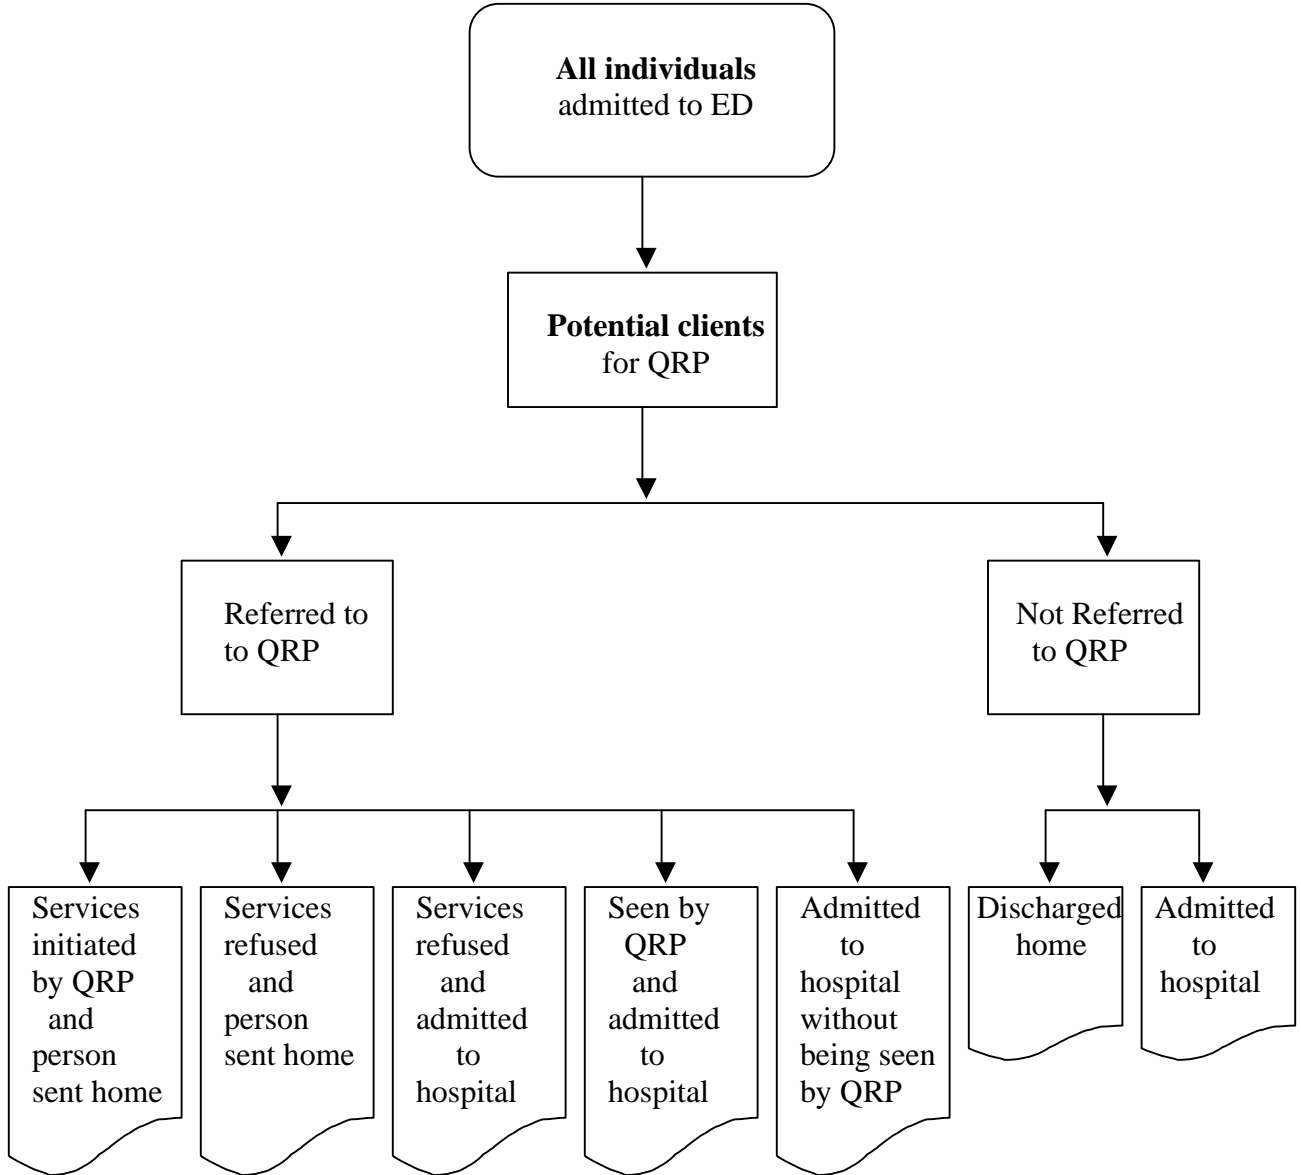 All individuals
admitted to ED
Potential clients
for QRP
Referred to
to QRP
Not Referred
to QRP
Services
initiated
by QRP
and
person
sent home
Services
refused
and
person
sent home
Services
refused
and
admitted
to
hospital
Seen by
QRP
and
admitted
to
hospital
Admitted
to
hospital
without
being seen
by QRP
Discharged
home
Admitted
to
hospital